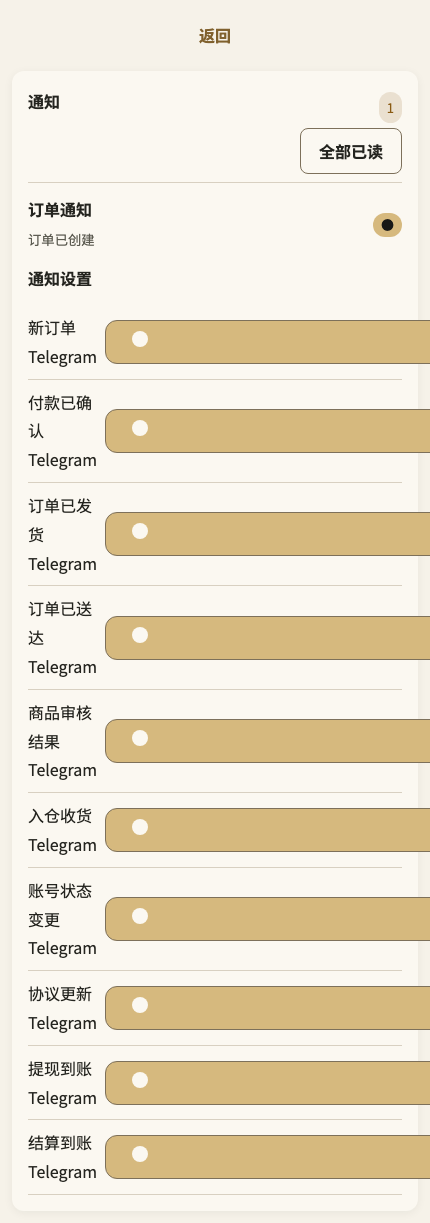 返回
通知
1
全部已读
订单通知
订单已创建
通知设置
新订单
Telegram
付款已确
认
Telegram
订单已发
货
Telegram
订单已送
达
Telegram
商品审核
结果
Telegram
入仓收货
Telegram
账号状态
变更
Telegram
协议更新
Telegram
提现到账
Telegram
结算到账
Telegram